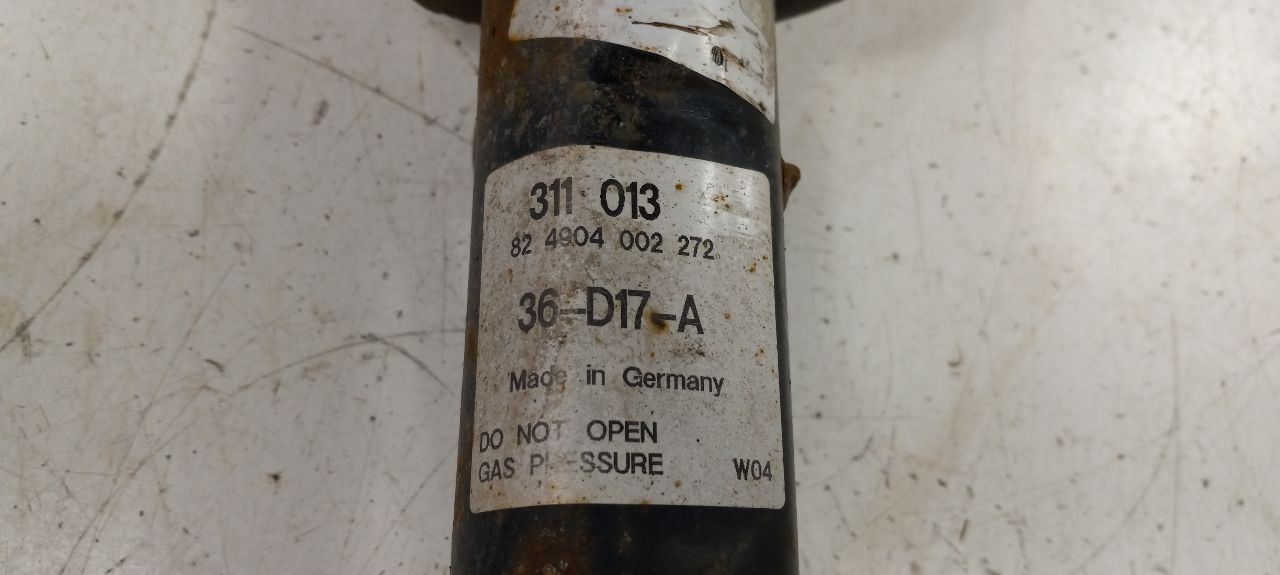 311 013
82 4904 002 272
36-D17-A
Made in Germany
DO NOT OPEN
GAS PRESSURE W04